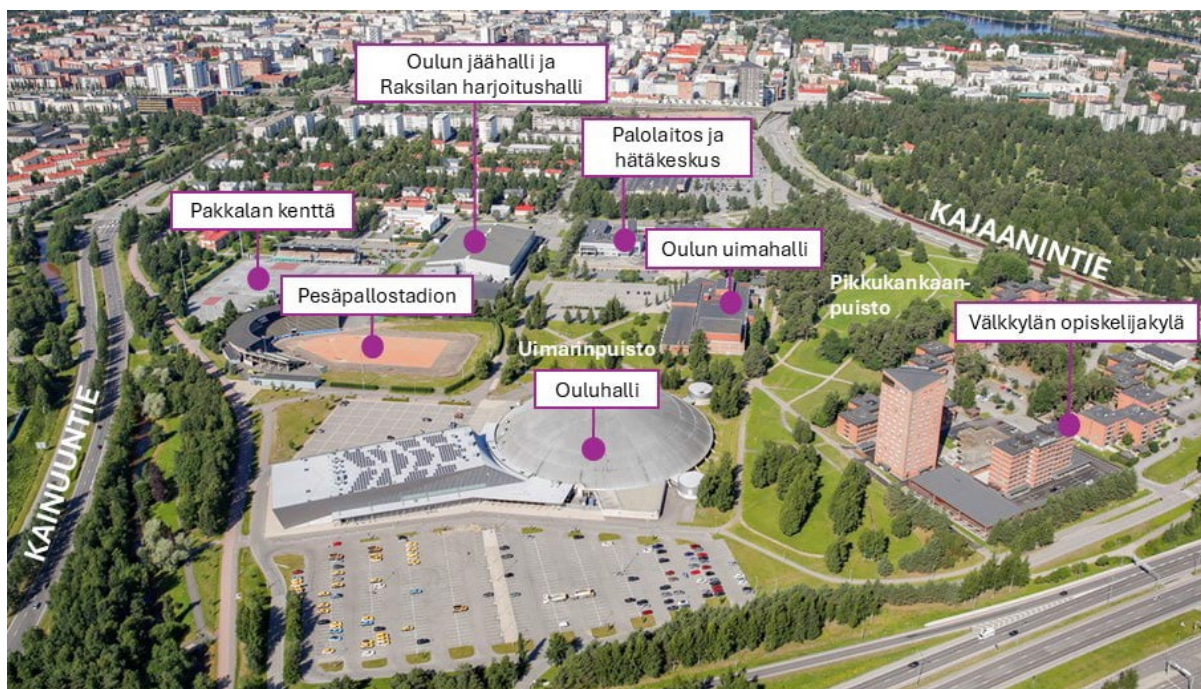 Oulun jäähalli ja
Raksilan harjoitushalli
Palolaitos ja
hätäkeskus
Pakkalan kenttä
KAJAANINTIE
Oulun uimahalli
Pesäpallostadion
Pikkukankaan-
puisto
Välkkylän opiskelijakylä
Uimarinpuisto
Ouluhalli
KAINUUNTIE